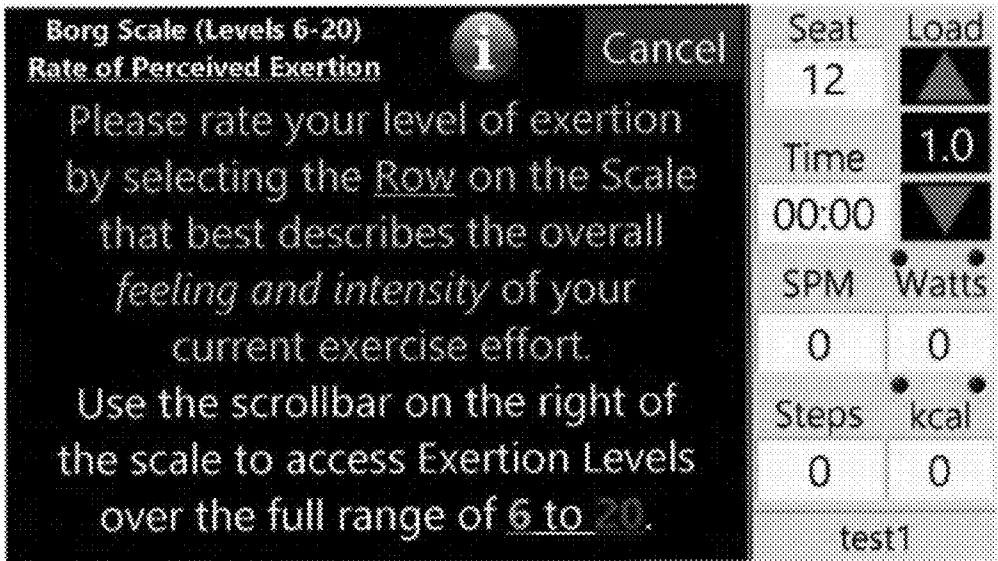 Borg Scale (Levels 6-20)
Rate of Perceived Exertion
i
Cancel
Please rate your level of exertion
by selecting the Row on the Scale
that best describes the overall
feeling and intensity of your
current exercise effort.
Use the scrollbar on the right of
the scale to access Exertion Levels
over the full range of 6 to 20.
Seat Load
12
1.0
Time
00:00
SPM Watts
0 0
Steps kcal
0 0
test1